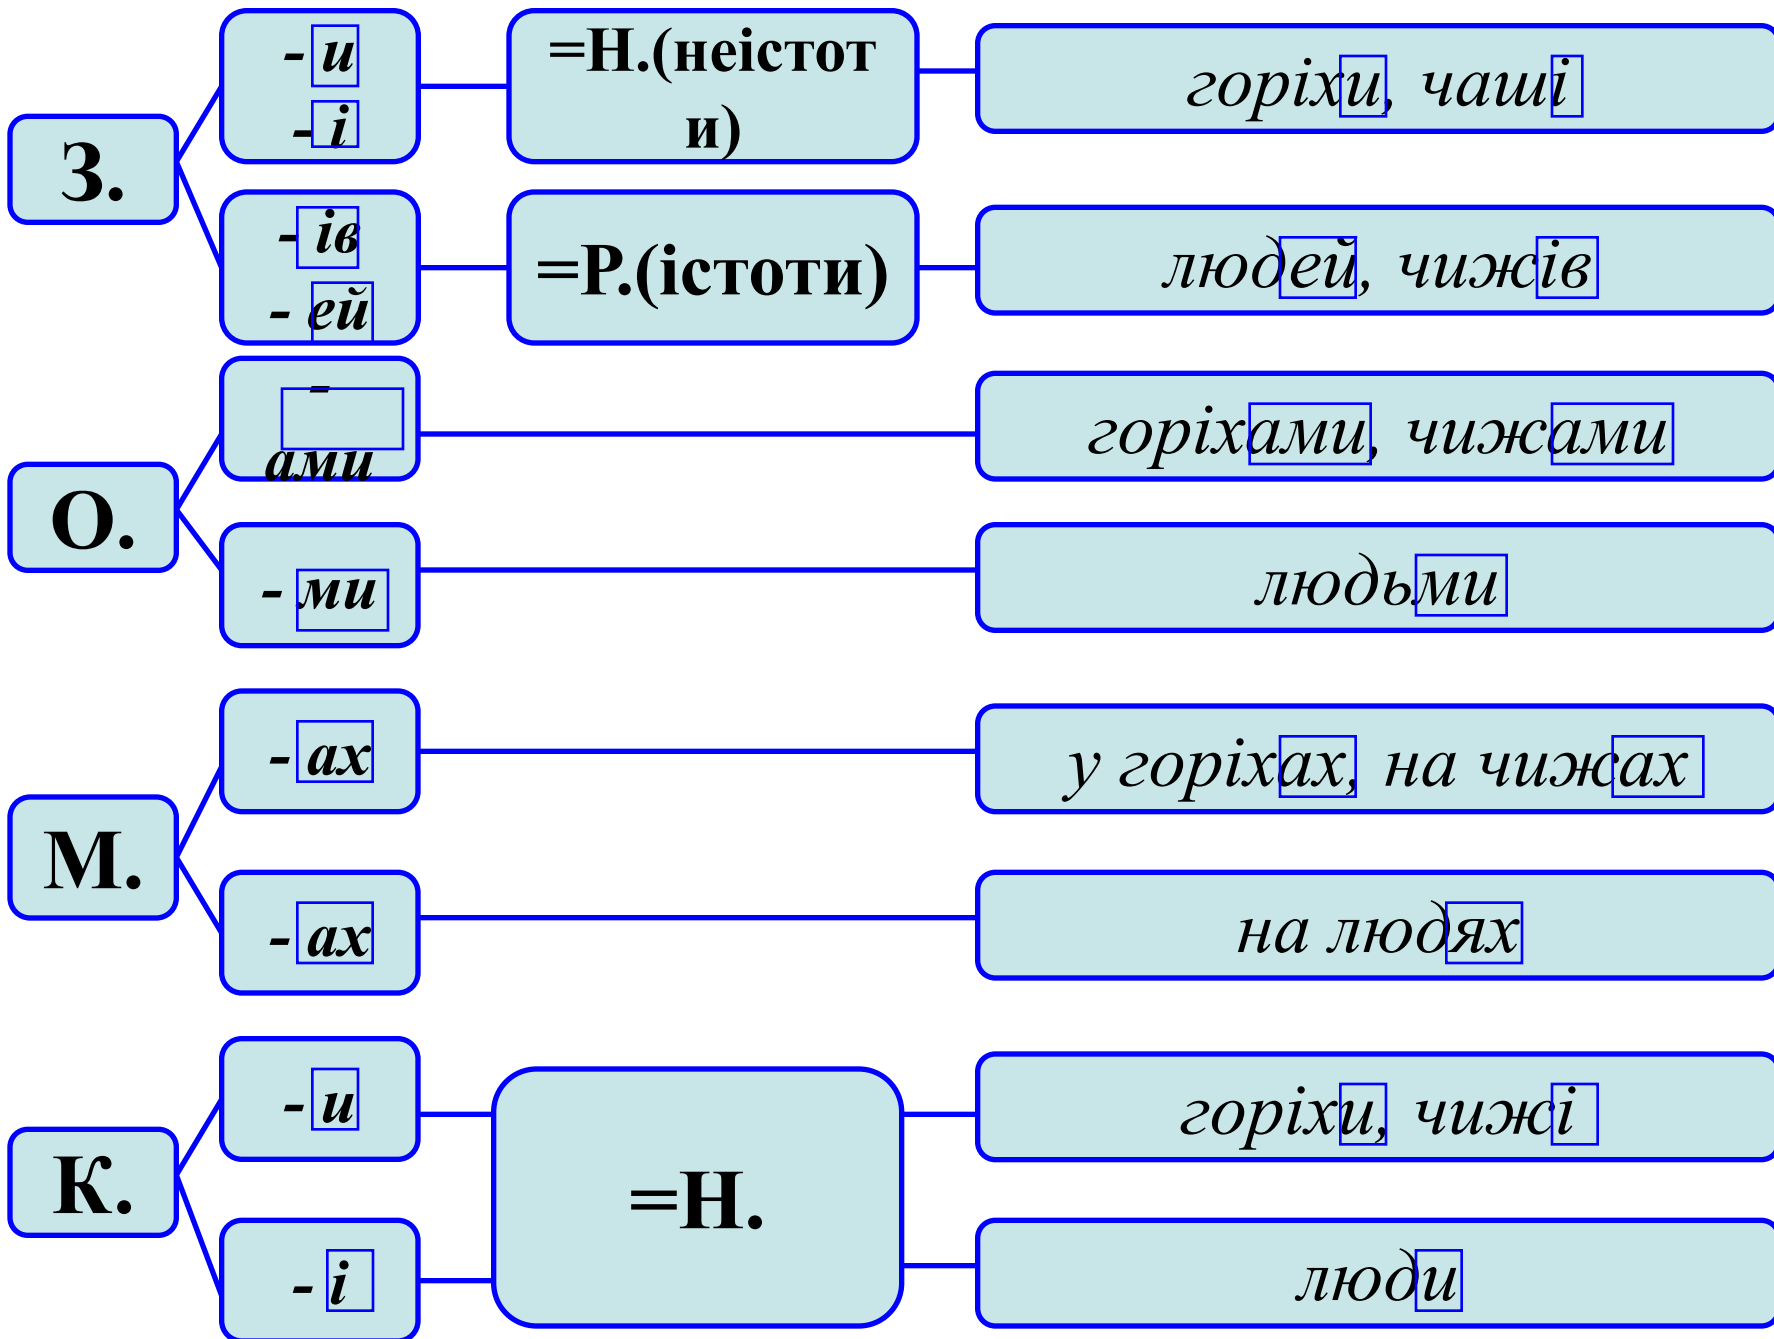 З.
- и
- і
=Н.(неістот
и)
горіхи, чаші
- ів
- ей
=Р.(істоти)
людей, чижів
О.
-
ами
горіхами, чижами
- ми
людьми
М.
- ах
у горіхах, на чижах
- ах
на людях
К.
- и
=Н.
горіхи, чижі
- і
люди